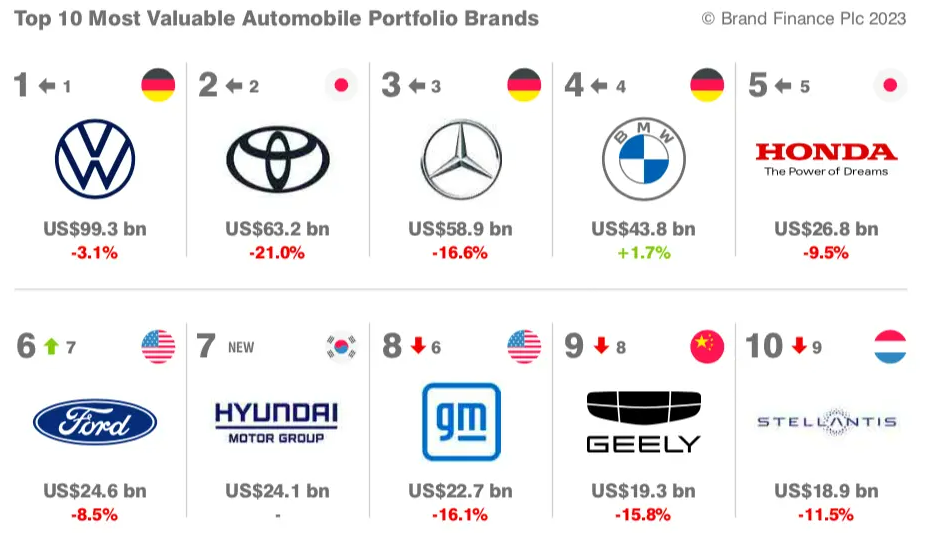 Top 10 Most Valuable Automobile Portfolio Brands
© Brand Finance Plc 2023
1 ← 1
2 ← 2
3 ← 3
4 ← 4
5 ← 5
VW
BMW
HONDA
The Power of Dreams
US$99.3 bn
US$63.2 bn
US$58.9 bn
US$43.8 bn
US$26.8 bn
-3.1%
-21.0%
-16.6%
+1.7%
-9.5%
6 ↑ 7
7 NEW
8 ↓ 6
9 ↓ 8
10 ↓ 9
Ford
HYUNDAI
MOTOR GROUP
gm
GEELY
STELLANTIS
US$24.6 bn
US$24.1 bn
US$22.7 bn
US$19.3 bn
US$18.9 bn
-8.5%
-
-16.1%
-15.8%
-11.5%